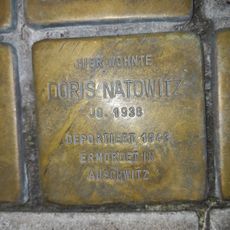 HIER WOHNTE
DORIS NATOWITZ
JG. 1938
DEPORTIERT 1942
ERMORDET IN
AUSCHWITZ